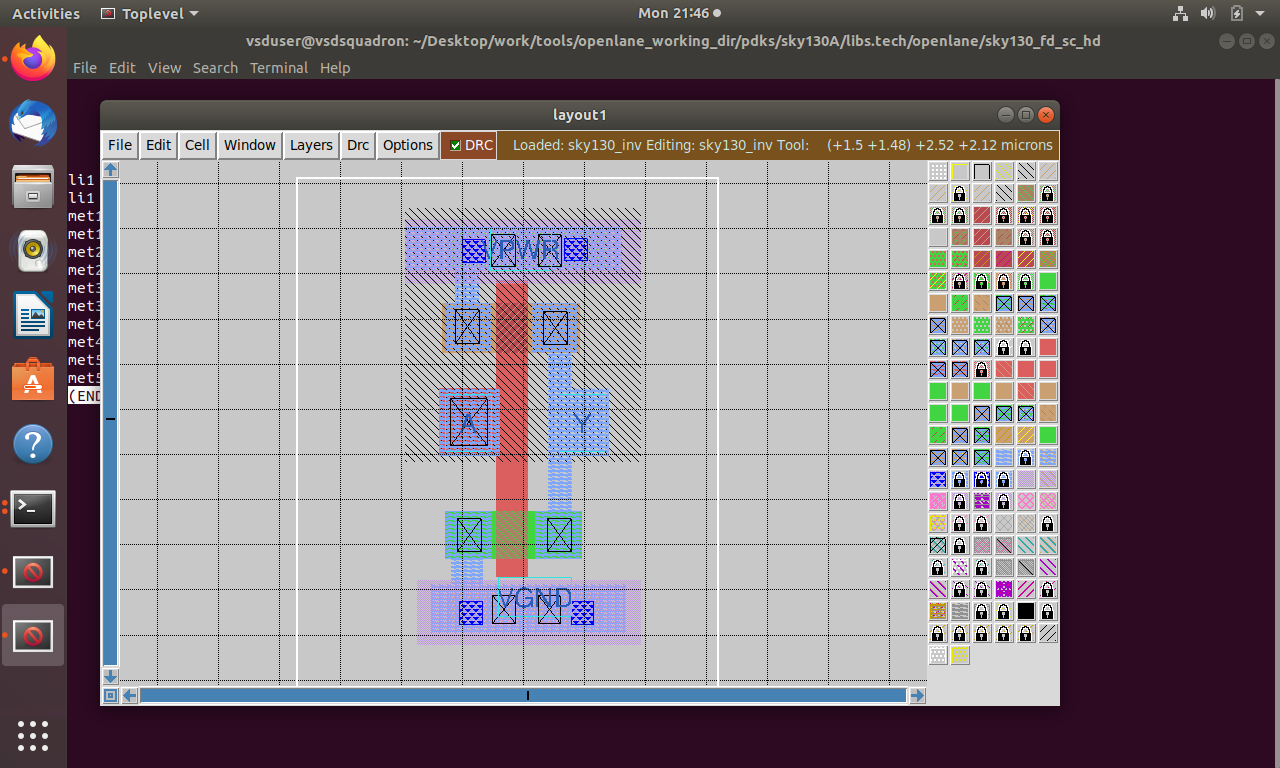 Activities Toplevel Mon 21:46
vsduser@vsdsquadron: ~/Desktop/work/tools/openlane_working_dir/pdks/sky130A/libs.tech/openlane/sky130_fd_sc_hd
File Edit View Search Terminal Help
layout1
File Edit Cell Window Layers Drc Options DRC Loaded: sky130_inv Editing: sky130_inv Tool: (+1.5 +1.48) +2.52 +2.12 microns
li1
li1
met1
met1
met2
met2
met3
met3
met4
met4
met5
met5
(END
VPWR
A Y
VGND